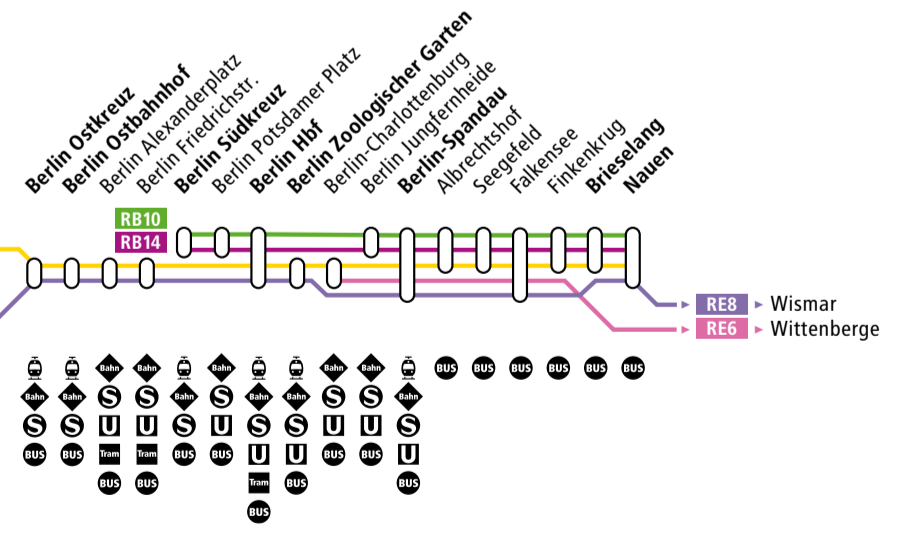 Berlin Ostkreuz
Berlin Ostbahnhof
Berlin Alexanderplatz
Berlin Friedrichstr.
Berlin Südkreuz
Berlin Potsdamer Platz
Berlin Hbf
Berlin Zoologischer Garten
Berlin-Charlottenburg
Berlin Jungfernheide
Berlin-Spandau
Albrechtshof
Seegefeld
Falkensee
Finkenkrug
Brieselang
Nauen
RB10
RB14
RE8 Wismar
RE6 Wittenberge
Bahn Bahn Bahn Bahn BUS BUS BUS BUS BUS BUS
Bahn Bahn S S Bahn S Bahn Bahn S S Bahn
S S U U S U S S U U S
BUS BUS Tram Tram BUS BUS U U BUS BUS U
BUS BUS Tram BUS BUS
BUS